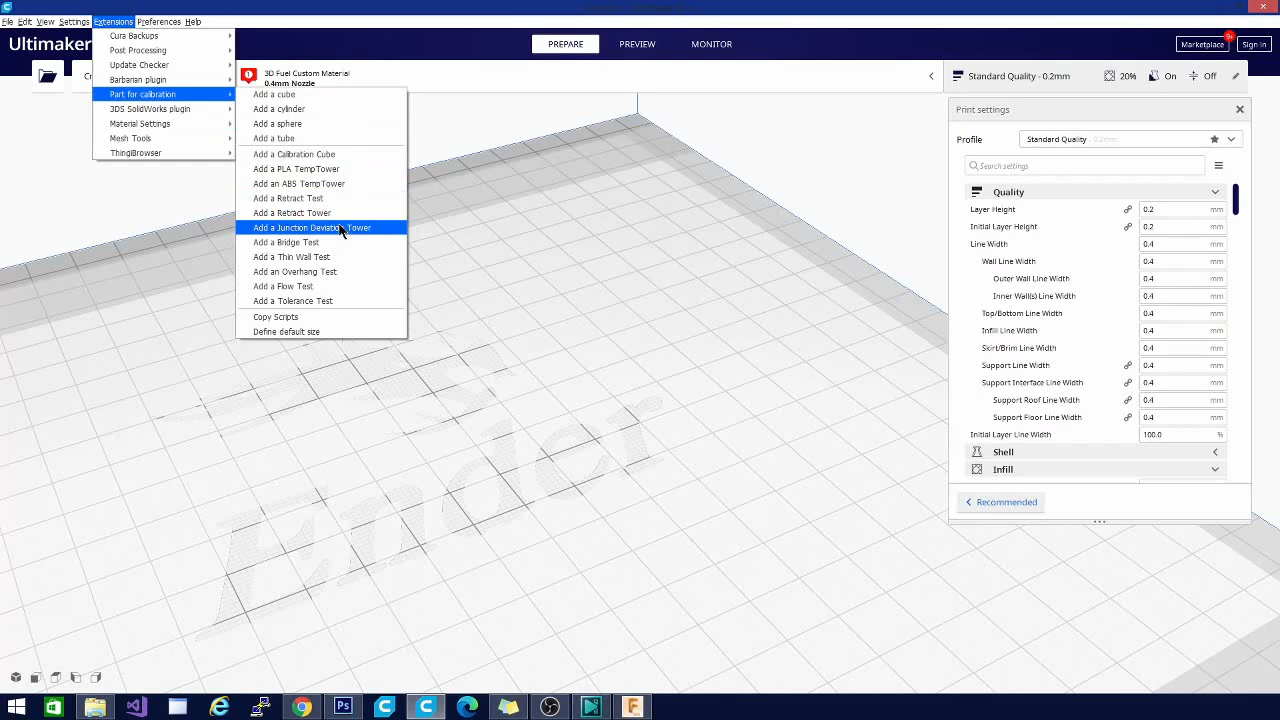 File Edit View Settings Extensions Preferences Help
Ultimaker
PREPARE PREVIEW MONITOR
Marketplace
Sign in
Cura Backups
Post Processing
Update Checker
Barbarian plugin
Part for calibration
3DS SolidWorks plugin
Material Settings
Mesh Tools
ThingiBrowser
3D Fuel Custom Material
0.4mm Nozzle
Add a cube
Add a cylinder
Add a sphere
Add a tube
Add a Calibration Cube
Add a PLA TempTower
Add an ABS TempTower
Add a Retract Test
Add a Retract Tower
Add a Junction Deviation Tower
Add a Bridge Test
Add a Thin Wall Test
Add an Overhang Test
Add a Flow Test
Add a Tolerance Test
Copy Scripts
Define default size
Standard Quality - 0.2mm 20% On Off
Print settings
Profile Standard Quality - 0.2mm
Search settings
Quality
Layer Height 0.2 mm
Initial Layer Height 0.2 mm
Line Width 0.4 mm
Wall Line Width 0.4 mm
Outer Wall Line Width 0.4 mm
Inner Wall(s) Line Width 0.4 mm
Top/Bottom Line Width 0.4 mm
Infill Line Width 0.4 mm
Skirt/Brim Line Width 0.4 mm
Support Line Width 0.4 mm
Support Interface Line Width 0.4 mm
Support Roof Line Width 0.4 mm
Support Floor Line Width 0.4 mm
Initial Layer Line Width 100.0 %
Shell
Infill
Recommended
Ender